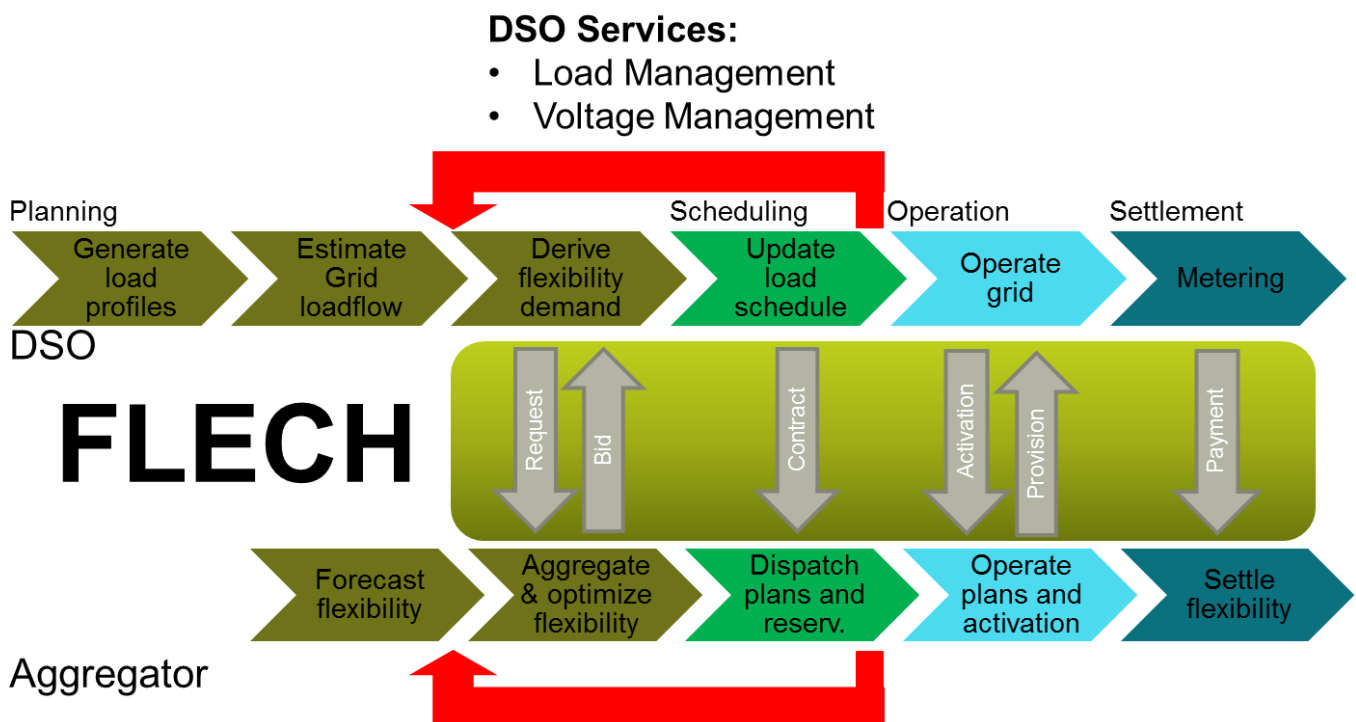 DSO Services:
• Load Management
• Voltage Management
Planning
Scheduling
Operation
Settlement
Generate
load
profiles
Estimate
Grid
loadflow
Derive
flexibility
demand
Update
load
schedule
Operate
grid
Metering
DSO
FLECH
Request
Bid
Contract
Activation
Provision
Payment
Forecast
flexibility
Aggregate
& optimize
flexibility
Dispatch
plans and
reserv.
Operate
plans and
activation
Settle
flexibility
Aggregator